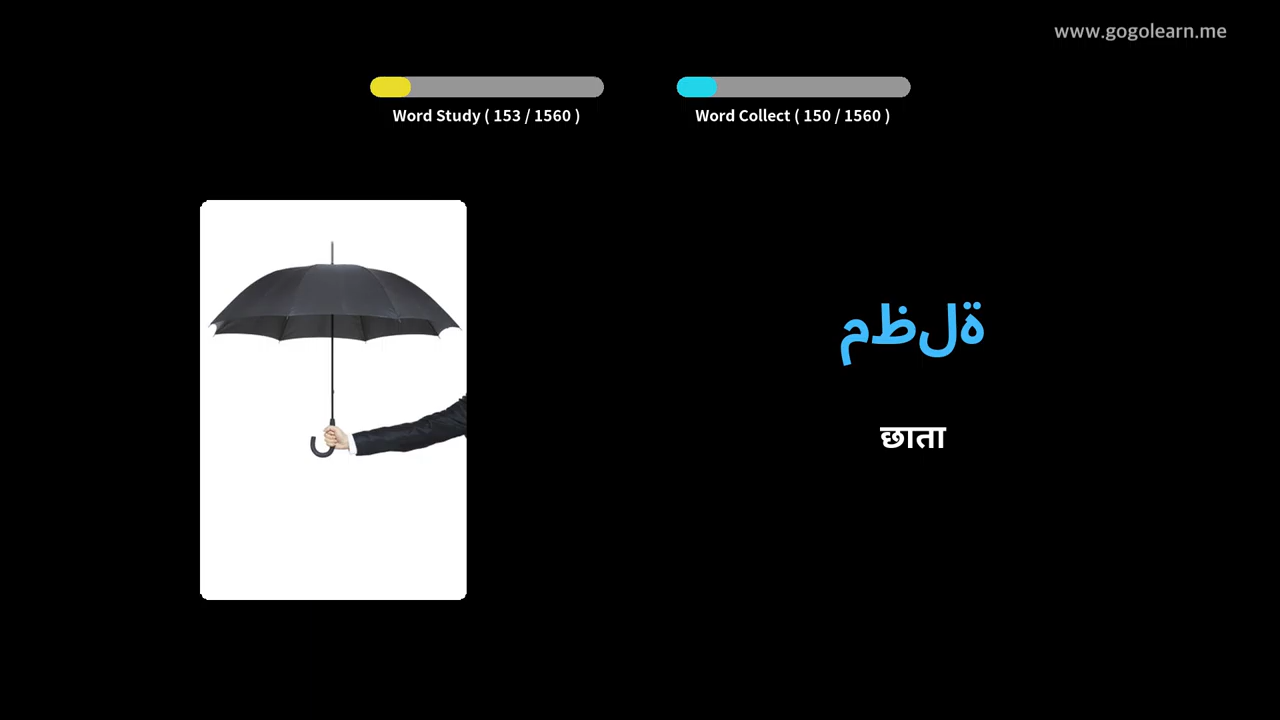 www.gogolearn.me
Word Study ( 153 / 1560 )
Word Collect ( 150 / 1560 )
مظلة
छाता